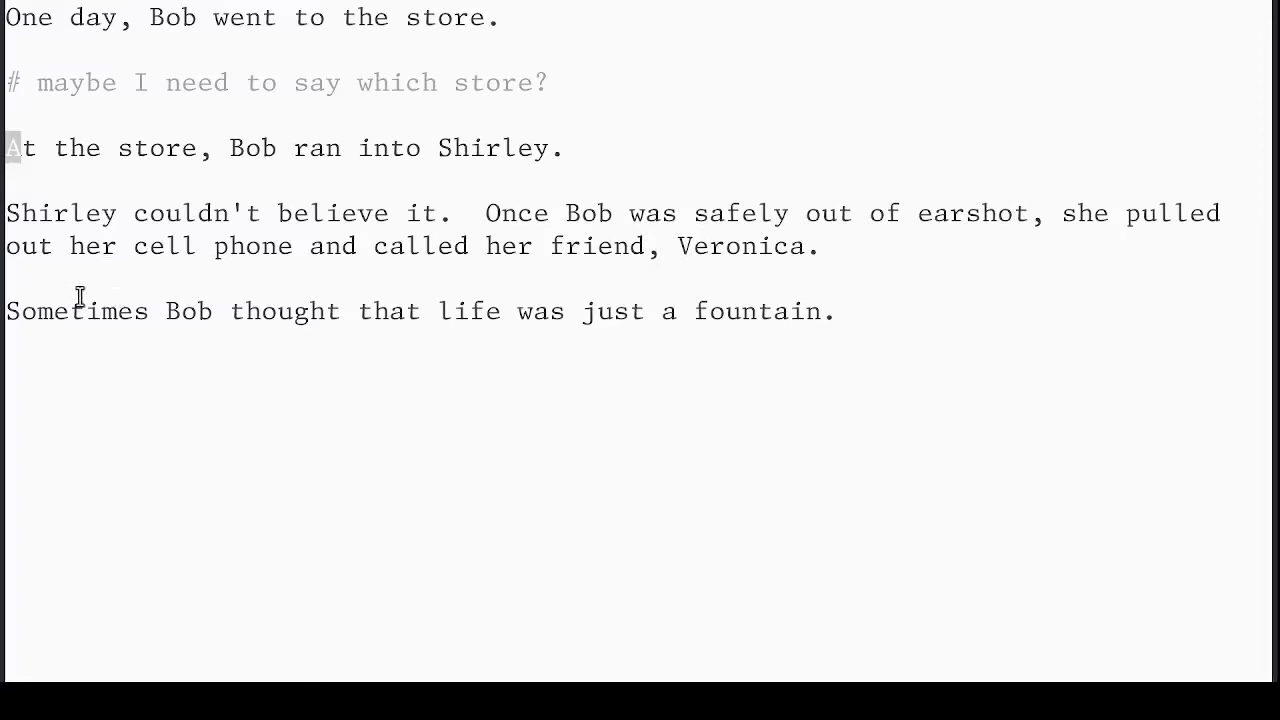 One day, Bob went to the store.
# maybe I need to say which store?
At the store, Bob ran into Shirley.
Shirley couldn't believe it.  Once Bob was safely out of earshot, she pulled
out her cell phone and called her friend, Veronica.
Sometimes Bob thought that life was just a fountain.